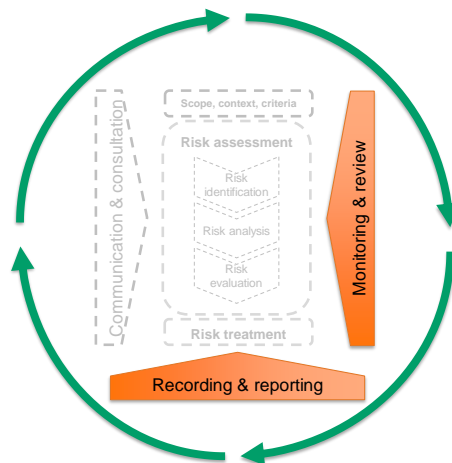 Scope, context, criteria
Communication & consultation
Risk assessment
Risk
identification
Risk analysis
Risk
evaluation
Risk treatment
Monitoring & review
Recording & reporting